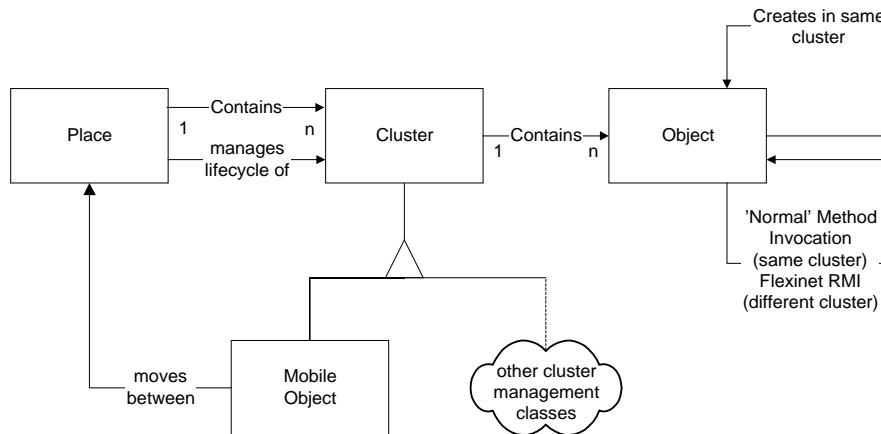 Creates in same
cluster
Place
Contains
1
n
manages
lifecycle of
Cluster
Contains
1
n
Object
'Normal' Method
Invocation
(same cluster)
Flexinet RMI
(different cluster)
moves
between
Mobile
Object
other cluster
management
classes